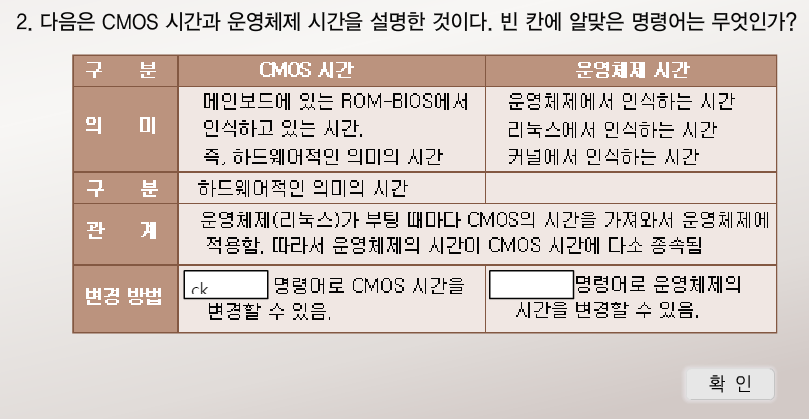 2. 다음은 CMOS 시간과 운영체제 시간을 설명한 것이다. 빈 칸에 알맞은 명령어는 무엇인가?
구 분 CMOS 시간 운영체제 시간
의 미 메인보드에 있는 ROM-BIOS에서 인식하고 있는 시간. 즉, 하드웨어적인 의미의 시간 운영체제에서 인식하는 시간 리눅스에서 인식하는 시간 커널에서 인식하는 시간
구 분 하드웨어적인 의미의 시간
관 계 운영체제(리눅스)가 부팅 때마다 CMOS의 시간을 가져와서 운영체제에
적용함. 따라서 운영체제의 시간이 CMOS 시간에 다소 종속됨
변경 방법 ck 명령어로 CMOS 시간을 변경할 수 있음. 명령어로 운영체제의 시간을 변경할 수 있음.
확 인